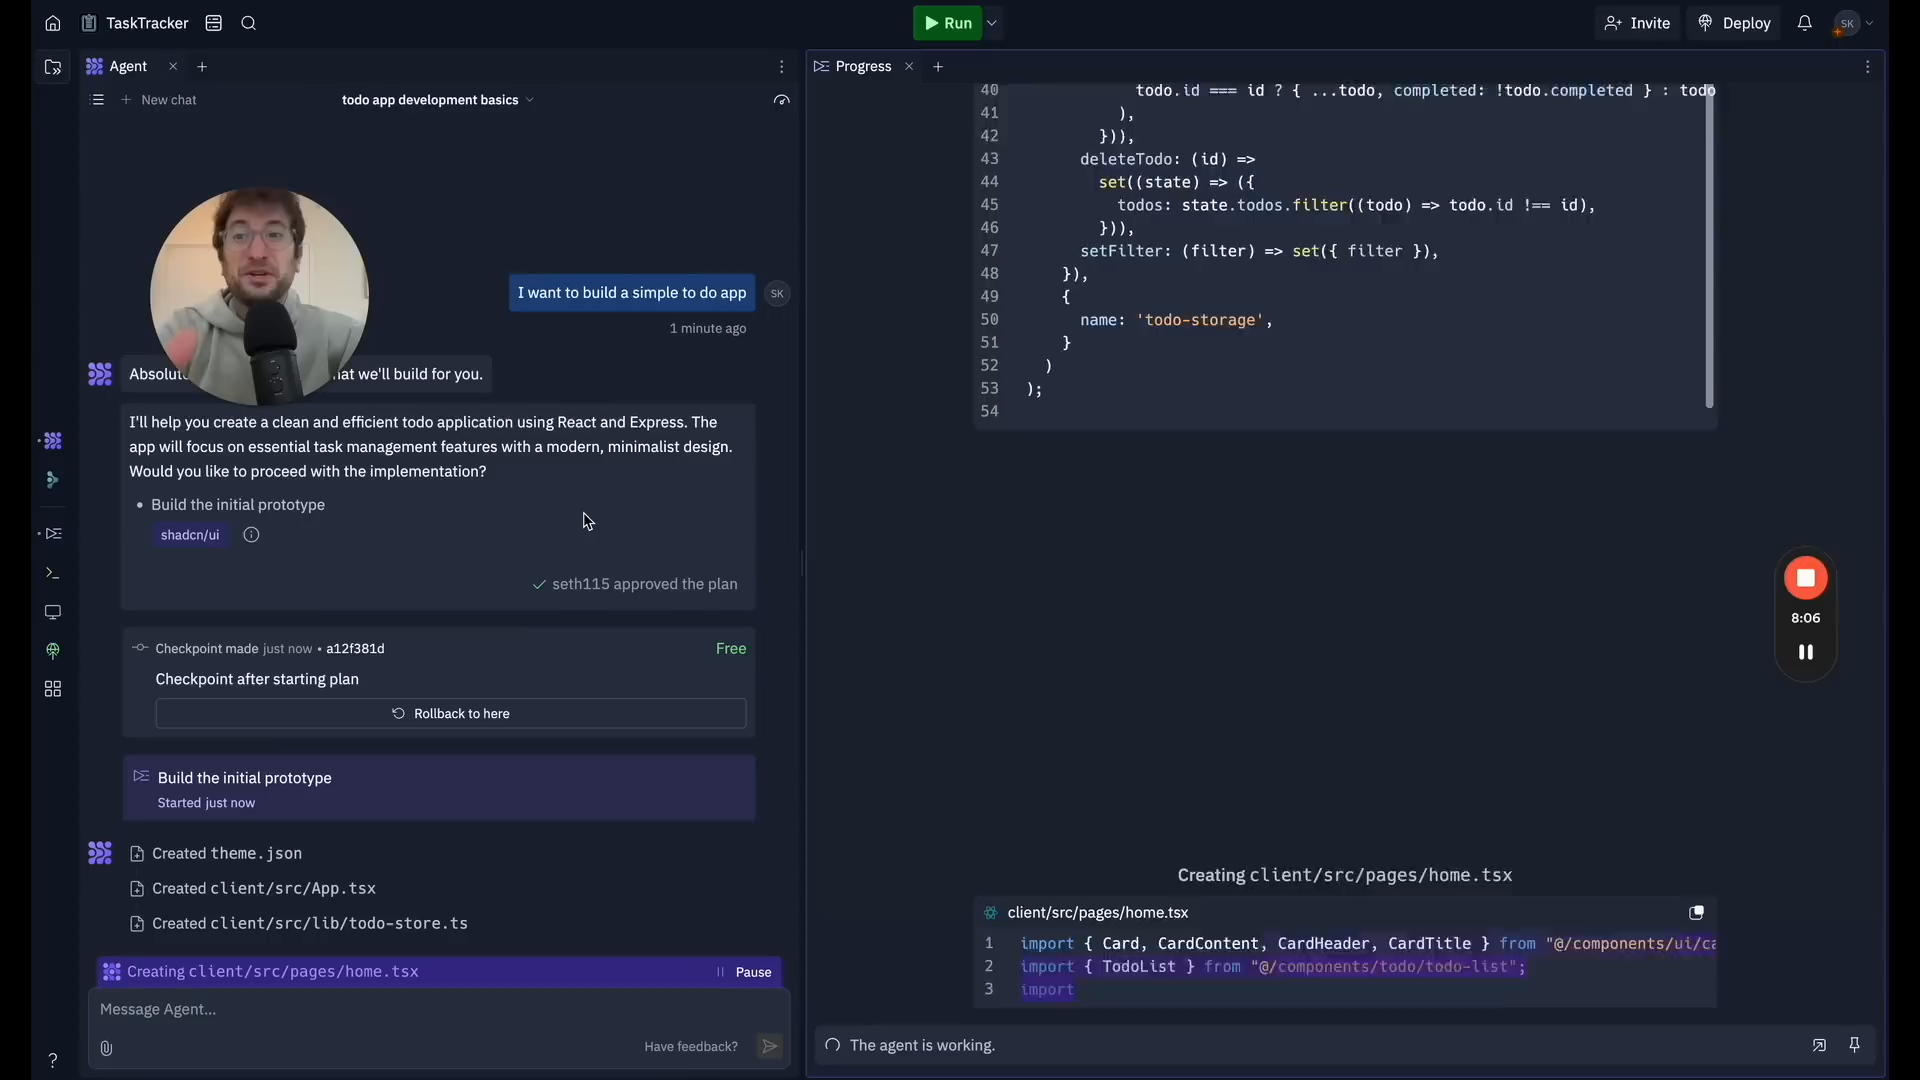 TaskTracker
Run
Invite
Deploy
SK
Agent
New chat
todo app development basics
I want to build a simple to do app
SK
1 minute ago
Absolut
hat we'll build for you.
I'll help you create a clean and efficient todo application using React and Express. The
app will focus on essential task management features with a modern, minimalist design.
Would you like to proceed with the implementation?
• Build the initial prototype
shadcn/ui
seth115 approved the plan
Checkpoint made just now • a12f381d
Free
Checkpoint after starting plan
Rollback to here
Build the initial prototype
Started just now
Created theme.json
Created client/src/App.tsx
Created client/src/lib/todo-store.ts
Creating client/src/pages/home.tsx
Pause
Message Agent...
Have feedback?
?
Progress
40 todo.id === id ? { ...todo, completed: !todo.completed } : todo
41 ),
42 })),
43 deleteTodo: (id) =>
44 set((state) => ({
45 todos: state.todos.filter((todo) => todo.id !== id),
46 })),
47 setFilter: (filter) => set({ filter }),
48 }),
49 {
50 name: 'todo-storage',
51 }
52 )
53 );
54
Creating client/src/pages/home.tsx
client/src/pages/home.tsx
1 import { Card, CardContent, CardHeader, CardTitle } from "@/components/ui/ca
2 import { TodoList } from "@/components/todo/todo-list";
3 import
The agent is working.
8:06